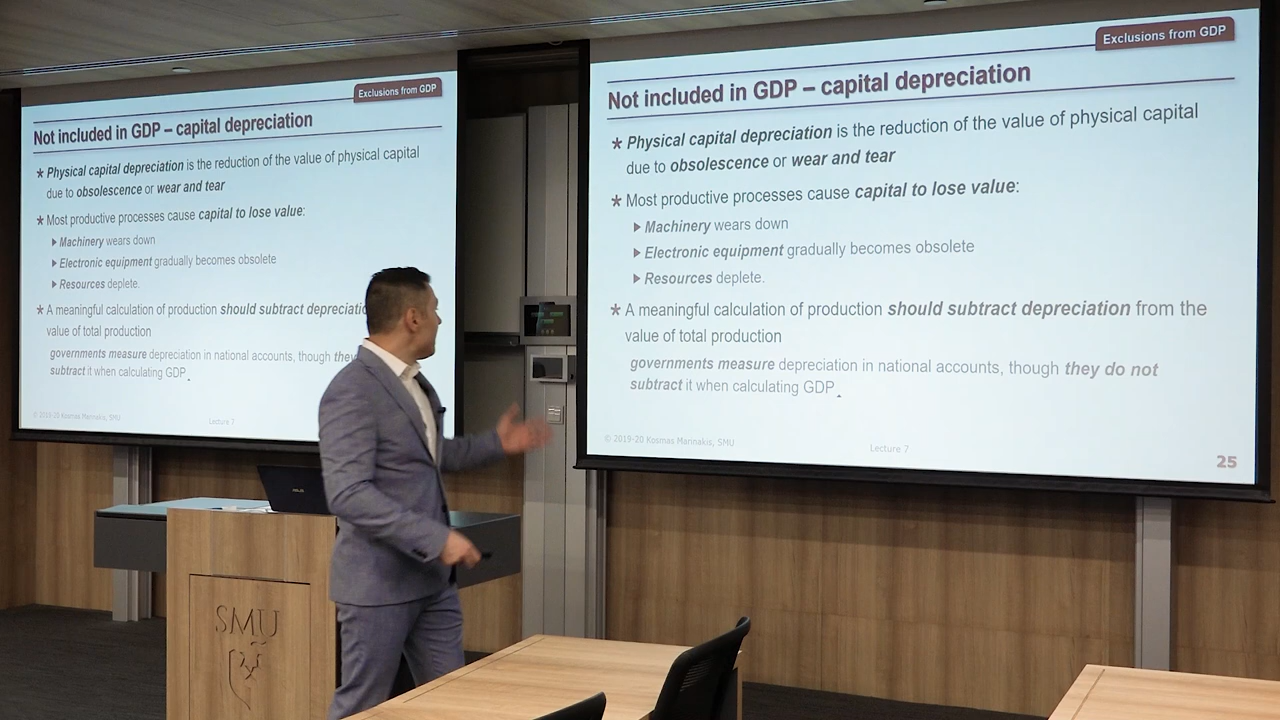 Exclusions from GDP
Not included in GDP – capital depreciation
* Physical capital depreciation is the reduction of the value of physical capital
due to obsolescence or wear and tear
* Most productive processes cause capital to lose value:
Machinery wears down
Electronic equipment gradually becomes obsolete
Resources deplete.
* A meaningful calculation of production should subtract depreciatio
value of total production
governments measure depreciation in national accounts, though they
subtract it when calculating GDP.
© 2019-20 Kosmas Marinakis, SMU
Lecture 7
Exclusions from GDP
Not included in GDP – capital depreciation
* Physical capital depreciation is the reduction of the value of physical capital
due to obsolescence or wear and tear
* Most productive processes cause capital to lose value:
Machinery wears down
Electronic equipment gradually becomes obsolete
Resources deplete.
* A meaningful calculation of production should subtract depreciation from the
value of total production
governments measure depreciation in national accounts, though they do not
subtract it when calculating GDP.
© 2019-20 Kosmas Marinakis, SMU
Lecture 7
25
ASUS
SMU